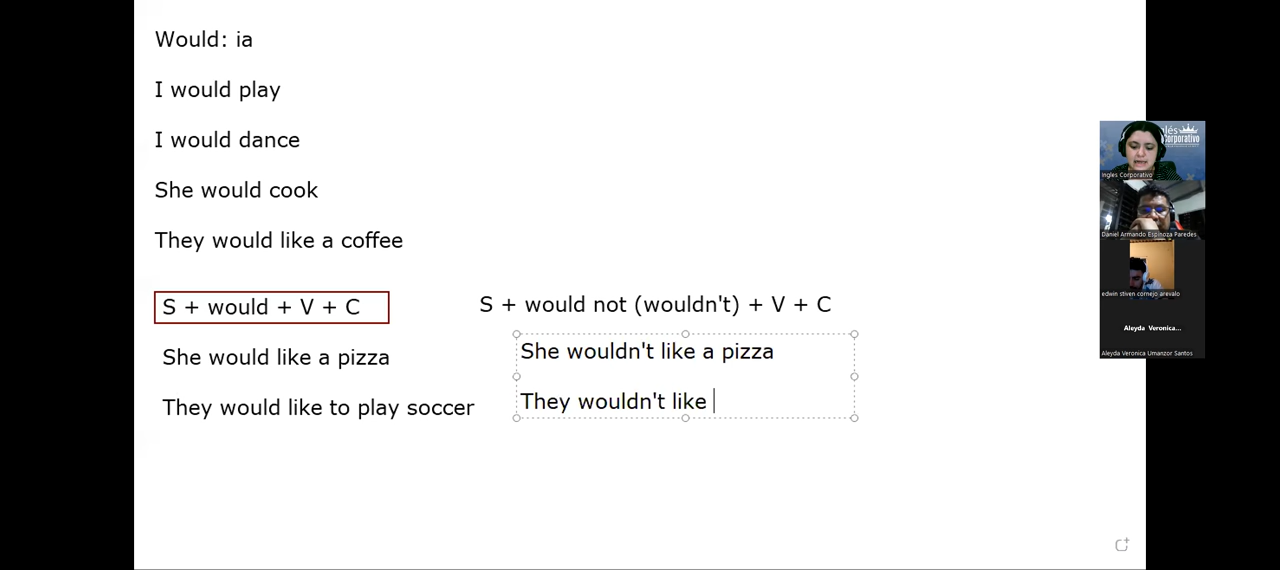 Would: ia
I would play
I would dance
She would cook
They would like a coffee
S + would + V + C
She would like a pizza
They would like to play soccer
S + would not (wouldn't) + V + C
She wouldn't like a pizza
They wouldn't like
glés
Corporativo
Ingles Corporativo
Daniel Armando Espinoza Paredes
edwin stiven cornejo arevalo
Aleyda Veronica...
Aleyda Veronica Umanzor Santos